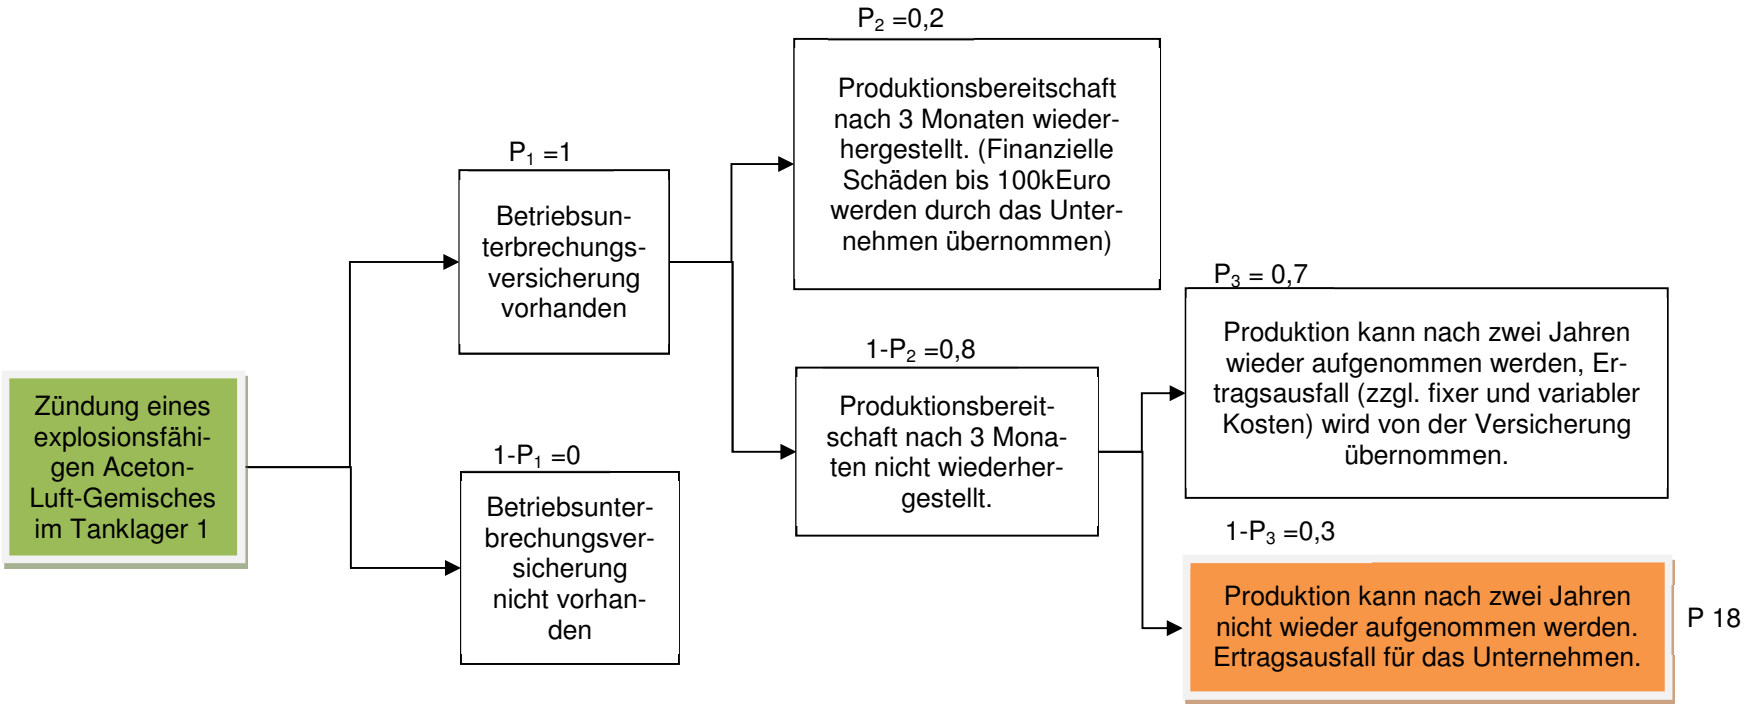 P2 =0,2
Produktionsbereitschaft
nach 3 Monaten wieder-
hergestellt. (Finanzielle
Schäden bis 100kEuro
werden durch das Unter-
nehmen übernommen)
P1 =1
Betriebsun-
terbrechungs-
versicherung
vorhanden
P3 = 0,7
Produktion kann nach zwei Jahren
wieder aufgenommen werden, Er-
tragsausfall (zzgl. fixer und variabler
Kosten) wird von der Versicherung
übernommen.
1-P2 =0,8
Produktionsbereit-
schaft nach 3 Mona-
ten nicht wiederher-
gestellt.
Zündung eines
explosionsfähi-
gen Aceton-
Luft-Gemisches
im Tanklager 1
1-P1 =0
Betriebsunter-
brechungsver-
sicherung
nicht vorhan-
den
1-P3 =0,3
Produktion kann nach zwei Jahren
nicht wieder aufgenommen werden.
Ertragsausfall für das Unternehmen.
P 18